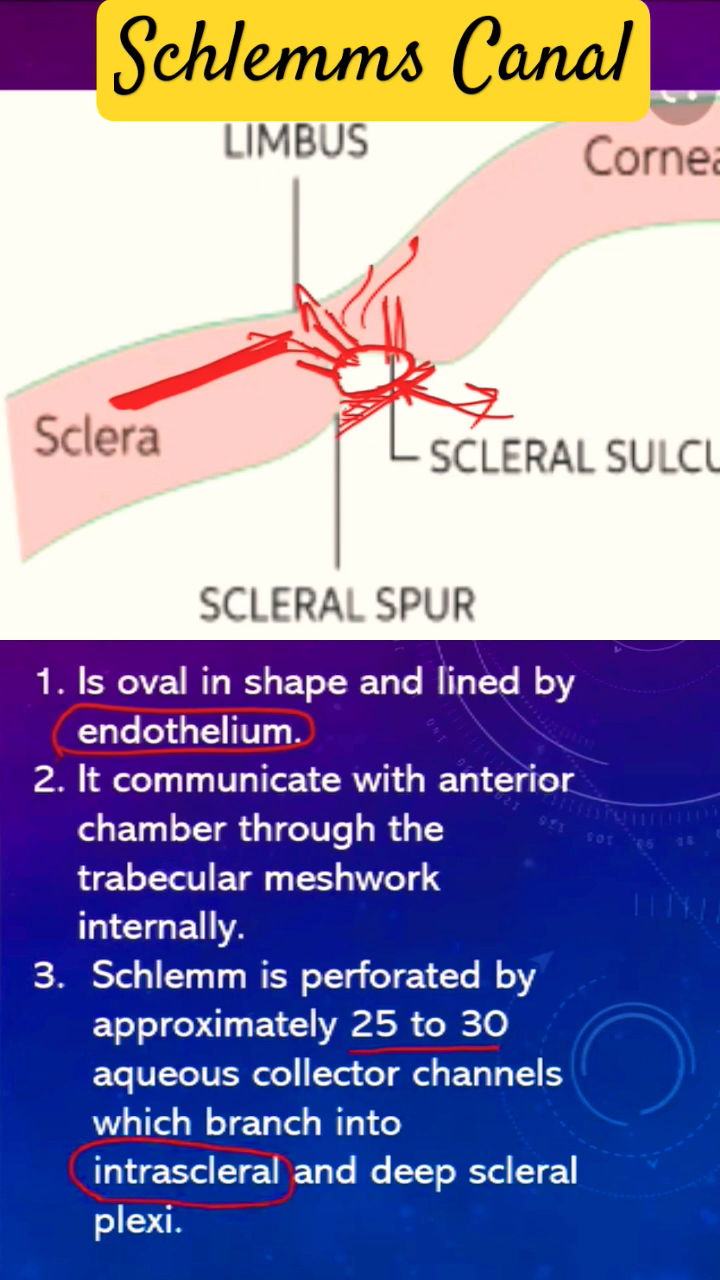 Schlemms Canal
LIMBUS
Cornea
Sclera
SCLERAL SULCU
SCLERAL SPUR
1. Is oval in shape and lined by
endothelium.
2. It communicate with anterior
chamber through the
trabecular meshwork
internally.
3. Schlemm is perforated by
approximately 25 to 30
aqueous collector channels
which branch into
intrascleral and deep scleral
plexi.